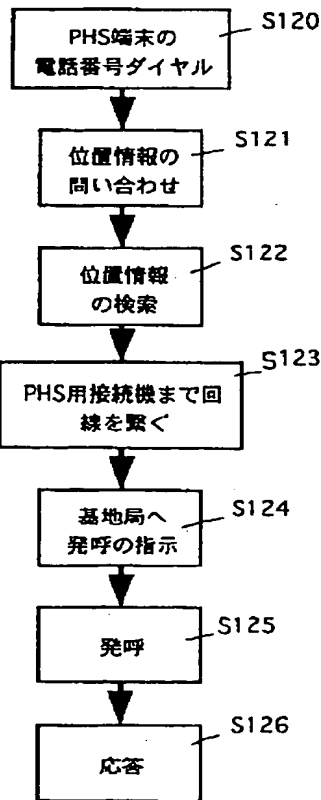 S120
PHS端末の
電話番号ダイヤル
S121
位置情報の
問い合わせ
S122
位置情報
の検索
S123
PHS用接続機まで回
線を繋ぐ
S124
基地局へ
発呼の指示
S125
発呼
S126
応答